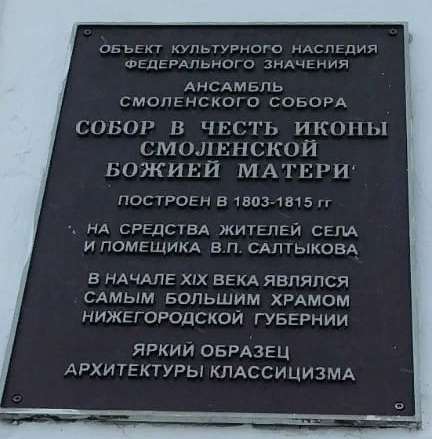 ОБЪЕКТ КУЛЬТУРНОГО НАСЛЕДИЯ
ФЕДЕРАЛЬНОГО ЗНАЧЕНИЯ
АНСАМБЛЬ
СМОЛЕНСКОГО СОБОРА
СОБОР В ЧЕСТЬ ИКОНЫ
СМОЛЕНСКОЙ
БОЖИЕЙ МАТЕРИ
ПОСТРОЕН В 1803-1815 гг
НА СРЕДСТВА ЖИТЕЛЕЙ СЕЛА
И ПОМЕЩИКА В.П. САЛТЫКОВА
В НАЧАЛЕ XIX ВЕКА ЯВЛЯЛСЯ
САМЫМ БОЛЬШИМ ХРАМОМ
НИЖЕГОРОДСКОЙ ГУБЕРНИИ
ЯРКИЙ ОБРАЗЕЦ
АРХИТЕКТУРЫ КЛАССИЦИЗМА